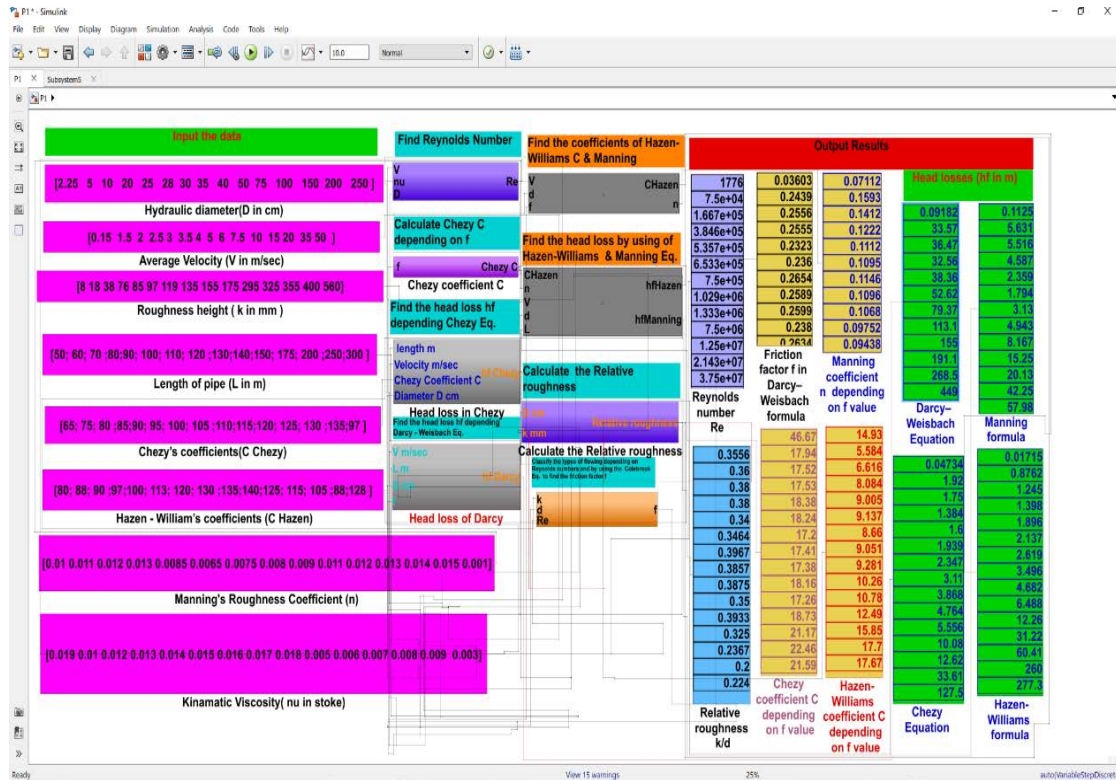 P1 * - Simulink
File Edit View Display Diagram Simulation Analysis Code Tools Help
10.0 Normal
P1 Subsystem5
P1
Input the data
[2.25 5 10 20 25 28 30 35 40 50 75 100 150 200 250 ]
Hydraulic diameter(D in cm)
[0.15 1.5 2 2.5 3 3.5 4 5 6 7.5 10 15 20 35 50 ]
Average Velocity (V in m/sec)
[8 18 38 76 85 97 119 135 155 175 295 325 355 400 560]
Roughness height ( k in mm )
[50; 60; 70 ;80;90; 100; 110; 120 ;130;140;150; 175; 200 ;250;300 ]
Length of pipe (L in m)
[65; 75; 80 ;85;90; 95; 100; 105 ;110;115;120; 125; 130 ;135;97 ]
Chezy's coefficients(C Chezy)
[80; 88; 90 ;97;100; 113; 120; 130 ;135;140;125; 115; 105 ;88;128 ]
Hazen - William's coefficients (C Hazen)
[0.01 0.011 0.012 0.013 0.0085 0.0065 0.0075 0.008 0.009 0.011 0.012 0.013 0.014 0.015 0.001]
Manning's Roughness Coefficient (n)
[0.019 0.01 0.012 0.013 0.014 0.015 0.016 0.017 0.018 0.005 0.006 0.007 0.008 0.009 0.003]
Kinamatic Viscosity( nu in stoke)
Find Reynolds Number
V
nu Re
D
Calculate Chezy C
depending on f
f Chezy C
Chezy coefficient C
Find the head loss hf
depending Chezy Eq.
length m
Velocity m/sec
hf Chezy
Chezy Coefficient C
Diameter D cm
Head loss in Chezy
Find the head loss hf depending
Darcy - Weisbach Eq.
V m/sec
L m
hf Darcy
Head loss of Darcy
Find the coefficients of Hazen-
Williams C & Manning
V CHazen
d
f n
Find the head loss by using of
Hazen-Williams & Manning Eq.
CHazen
n hfHazen
V
d hfManning
L
Calculate the Relative
roughness
Relative roughness
k mm
Calculate the Relative roughness
Classify the types of flowing depending on
Reynolds numbers and by using the Colebrook
Eq. to find the friction factor f
k
d f
Re
Output Results
1776
7.5e+04
1.667e+05
3.846e+05
5.357e+05
6.533e+05
7.5e+05
1.029e+06
1.333e+06
7.5e+06
1.25e+07
2.143e+07
3.75e+07
Reynolds
number
Re
0.03603
0.2439
0.2556
0.2555
0.2323
0.236
0.2654
0.2589
0.2599
0.238
0.2634
Friction
factor f in
Darcy–
Weisbach
formula
0.07112
0.1593
0.1412
0.1222
0.1112
0.1095
0.1146
0.1096
0.1068
0.09752
0.09438
Manning
coefficient
n depending
on f value
Head losses (hf in m)
0.09182
33.57
36.47
32.56
38.36
52.62
79.37
113.1
155
191.1
268.5
449
Darcy–
Weisbach
Equation
0.1125
5.631
5.516
4.587
2.359
1.794
3.13
4.943
8.167
15.25
20.13
42.25
57.98
Manning
formula
0.3556
0.36
0.38
0.38
0.34
0.3464
0.3967
0.3857
0.3875
0.35
0.3933
0.325
0.2367
0.2
0.224
Relative
roughness
k/d
46.67
17.94
17.52
17.53
18.38
18.24
17.2
17.41
17.38
18.16
17.26
18.73
21.17
22.46
21.59
Chezy
coefficient C
depending
on f value
14.93
5.584
6.616
8.084
9.005
9.137
8.66
9.051
9.281
10.26
10.78
12.49
15.85
17.7
17.67
Hazen-
Williams
coefficient C
depending
on f value
0.04734
1.92
1.75
1.384
1.6
1.939
2.347
3.11
3.868
4.764
5.556
10.08
12.62
33.61
127.5
Chezy
Equation
0.01715
0.8762
1.245
1.398
1.896
2.137
2.619
3.496
4.682
6.488
12.26
31.22
60.41
260
277.3
Hazen-
Williams
formula
Ready View 15 warnings 25% auto(VariableStepDiscret